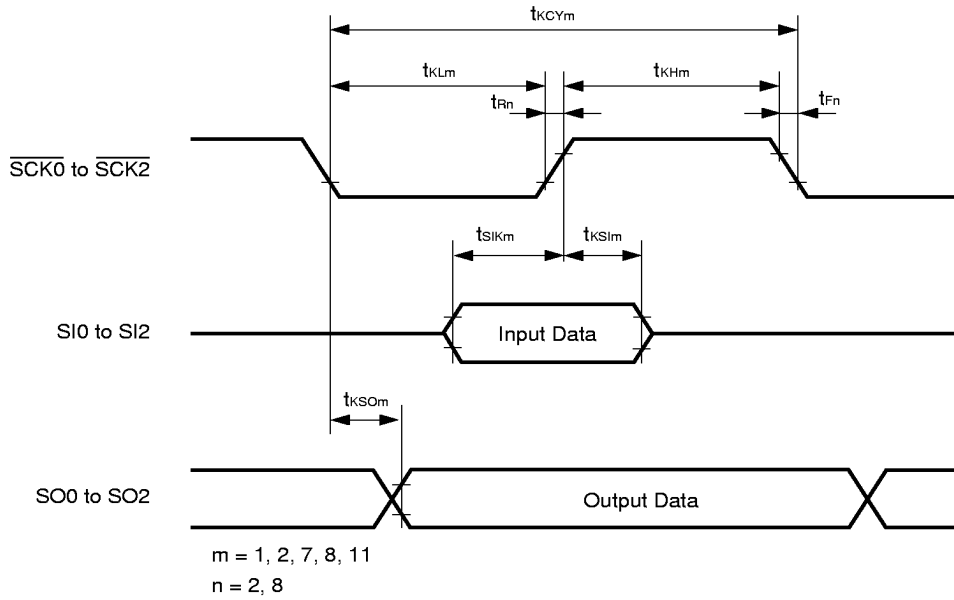 tKCYm
tKLm
tKHm
tRn
tFn
SCK0 to SCK2
tSIKm
tKSIm
SI0 to SI2
Input Data
tKSOm
SO0 to SO2
Output Data
m = 1, 2, 7, 8, 11
n = 2, 8